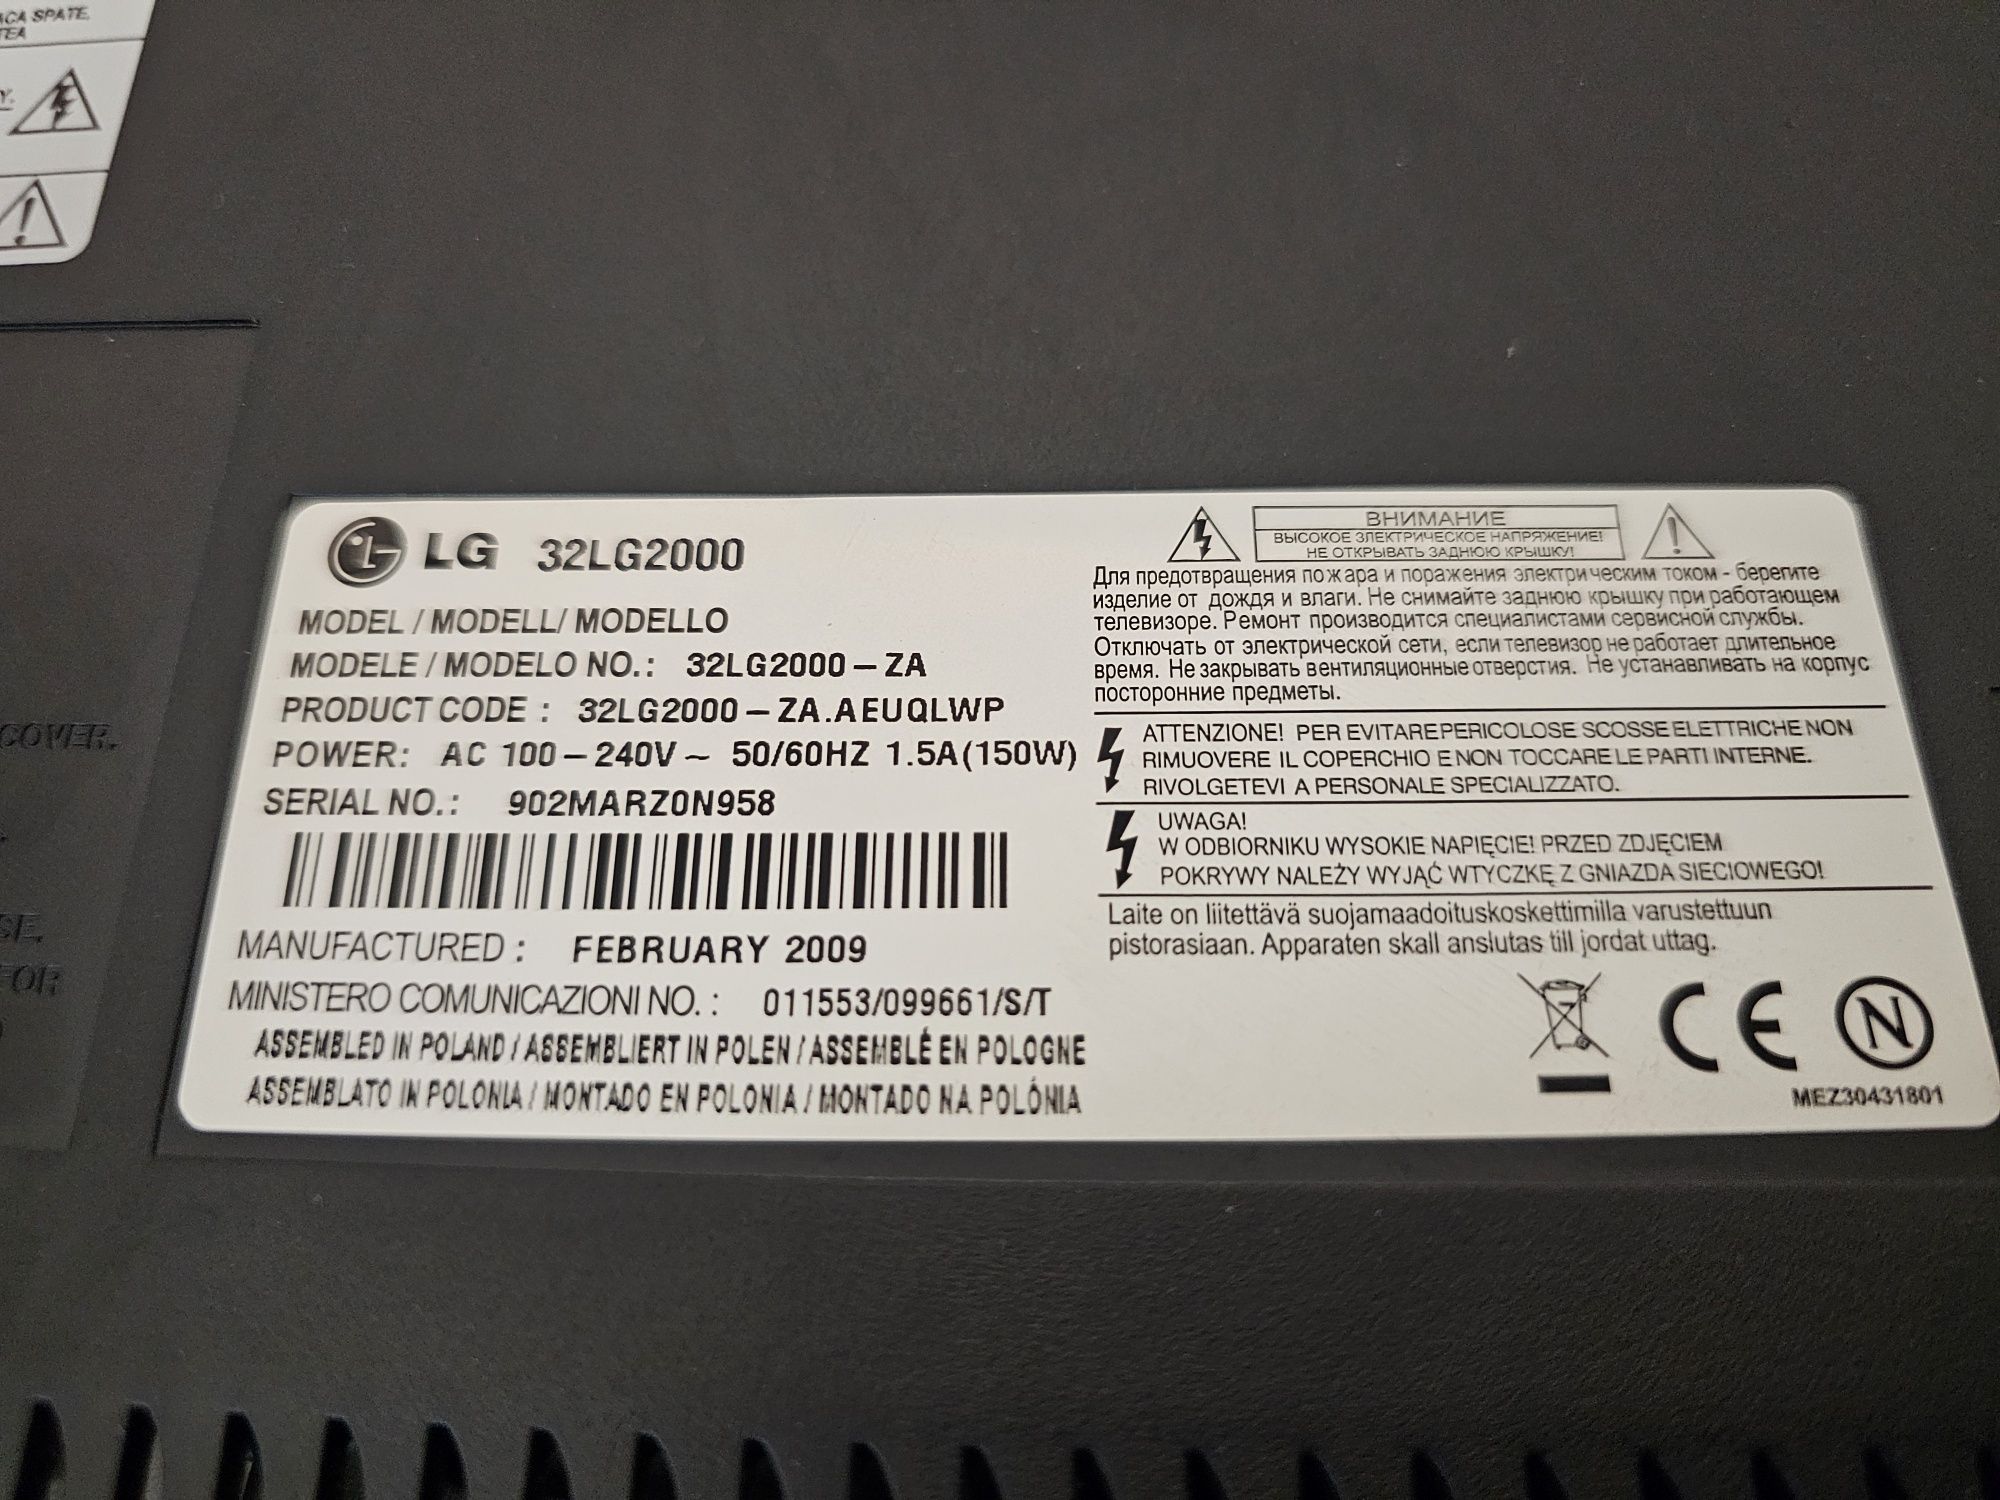 SPATE.
LG 32LG2000
MODEL / MODELL/ MODELLO
MODELE / MODELO NO.: 32LG2000-ZA
PRODUCT CODE : 32LG2000-ZA.AEUQLWP
POWER: AC 100-240V~ 50/60HZ 1.5A(150W)
SERIAL NO.: 902MARZ0N958
MANUFACTURED : FEBRUARY 2009
MINISTERO COMUNICAZIONI NO. : 011553/099661/S/T
ASSEMBLED IN POLAND / ASSEMBLIERT IN POLEN / ASSEMBLÉ EN POLOGNE
ASSEMBLATO IN POLONIA / MONTADO EN POLONIA / MONTADO NA POLÓNIA
ВНИМАНИЕ
ВЫСОКОЕ ЭЛЕКТРИЧЕСКОЕ НАПРЯЖЕНИЕ!
НЕ ОТКРЫВАТЬ ЗАДНЮЮ КРЫШКУ!
Для предотвращения пожара и поражения электрическим током - берегите
изделие от дождя и влаги. Не снимайте заднюю крышку при работающем
телевизоре. Ремонт производится специалистами сервисной службы.
Отключать от электрической сети, если телевизор не работает длительное
время. Не закрывать вентиляционные отверстия. Не устанавливать на корпус
посторонние предметы.
ATTENZIONE! PER EVITARE PERICOLOSE SCOSSE ELETTRICHE NON
RIMUOVERE IL COPERCHIO E NON TOCCARE LE PARTI INTERNE.
RIVOLGETEVI A PERSONALE SPECIALIZZATO.
UWAGA!
W ODBIORNIKU WYSOKIE NAPIĘCIE! PRZED ZDJĘCIEM
POKRYWY NALEŻY WYJĄĆ WTYCZKĘ Z GNIAZDA SIECIOWEGO!
Laite on liitettävä suojamaadoituskoskettimilla varustettuun
pistorasiaan. Apparaten skall anslutas till jordat uttag.
CE N
MEZ30431801
COVER.
FOR